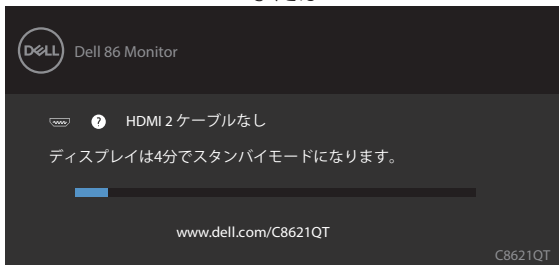 DELL
Dell 86 Monitor
? HDMI 2 ケーブルなし
ディスプレイは4分でスタンバイモードになります。
www.dell.com/C8621QT
C8621QT